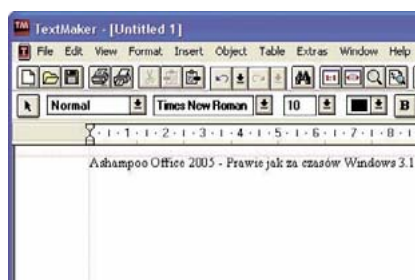 TextMaker - [Untitled 1]
File Edit View Format Insert Object Table Extras Window Help
Normal Times New Roman 10 B
1 2 3 4 5 6 7 8
Ashampoo Office 2005 - Prawie jak za czasów Windows 3.1